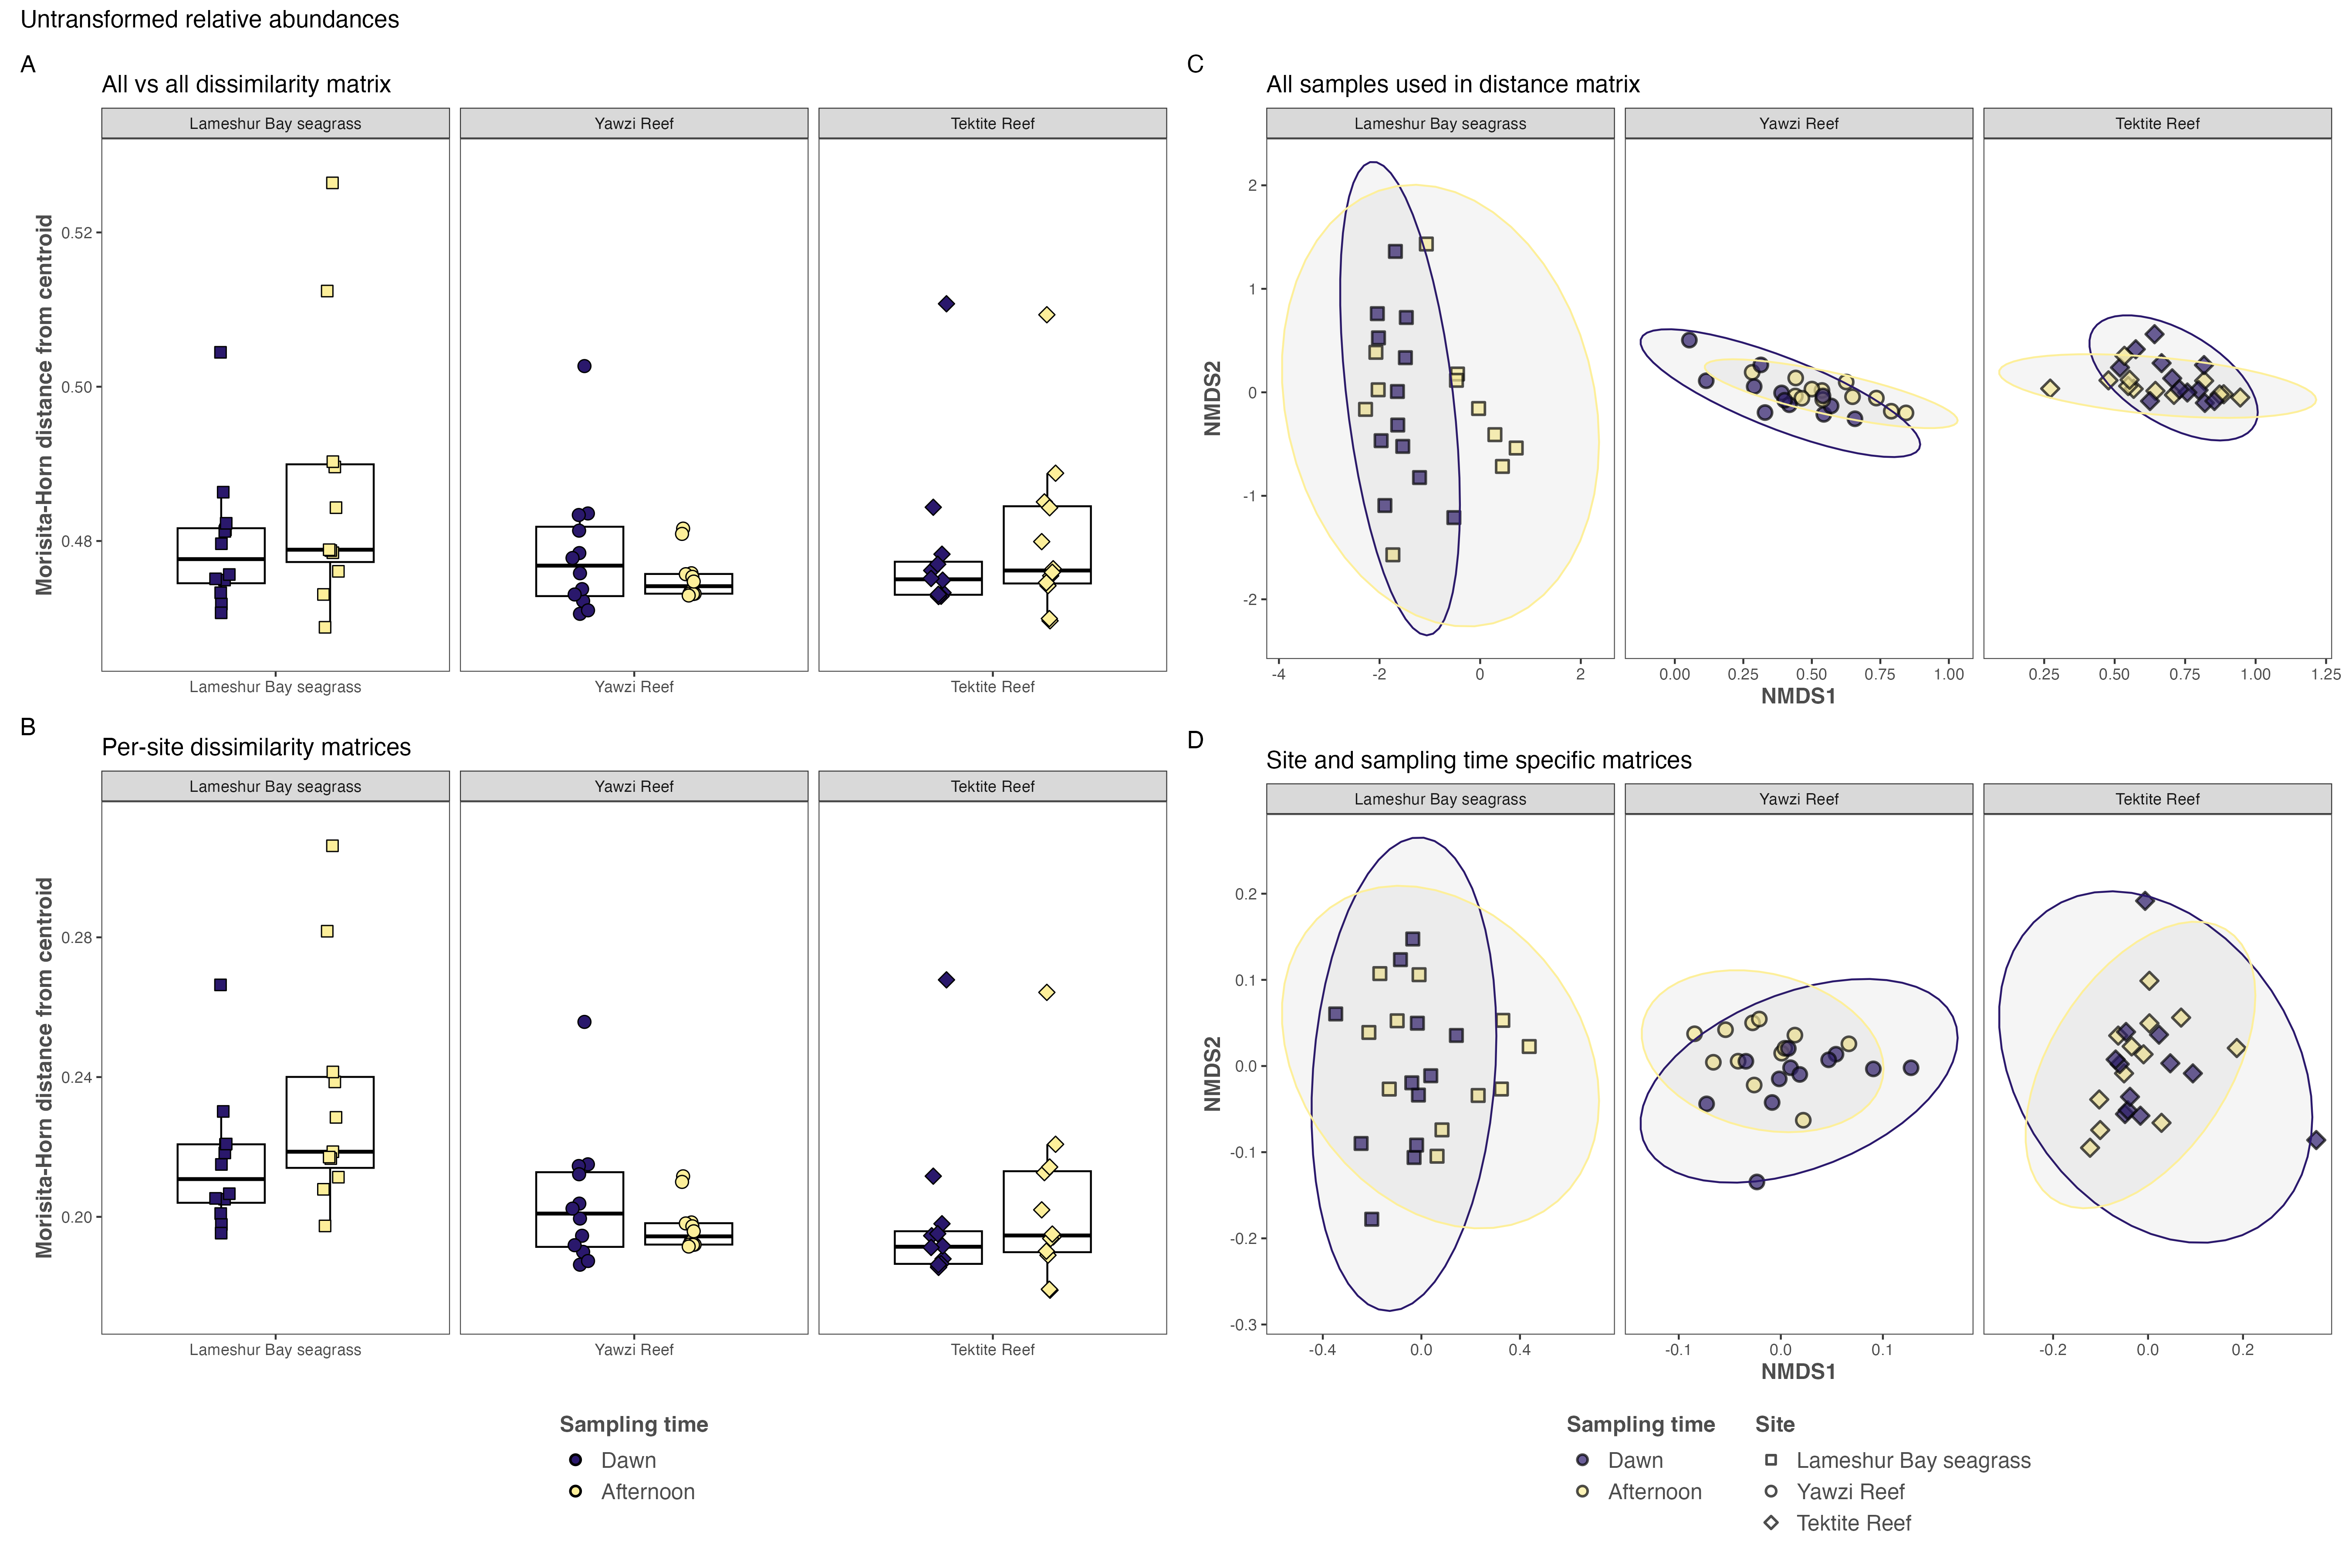 Untransformed relative abundances
A
All vs all dissimilarity matrix
Lameshur Bay seagrass
Yawzi Reef
Tektite Reef
Morisita-Horn distance from centroid
0.52
0.50
0.48
Lameshur Bay seagrass
Yawzi Reef
Tektite Reef
B
Per-site dissimilarity matrices
Lameshur Bay seagrass
Yawzi Reef
Tektite Reef
Morisita-Horn distance from centroid
0.28
0.24
0.20
Lameshur Bay seagrass
Yawzi Reef
Tektite Reef
Sampling time
Dawn
Afternoon
C
All samples used in distance matrix
Lameshur Bay seagrass
Yawzi Reef
Tektite Reef
NMDS2
2
1
0
-1
-2
-4 -2 0 2
0.00 0.25 0.50 0.75 1.00
0.25 0.50 0.75 1.00 1.25
NMDS1
D
Site and sampling time specific matrices
Lameshur Bay seagrass
Yawzi Reef
Tektite Reef
NMDS2
0.2
0.1
0.0
-0.1
-0.2
-0.3
-0.4 0.0 0.4
-0.1 0.0 0.1
-0.2 0.0 0.2
NMDS1
Sampling time
Dawn
Afternoon
Site
Lameshur Bay seagrass
Yawzi Reef
Tektite Reef